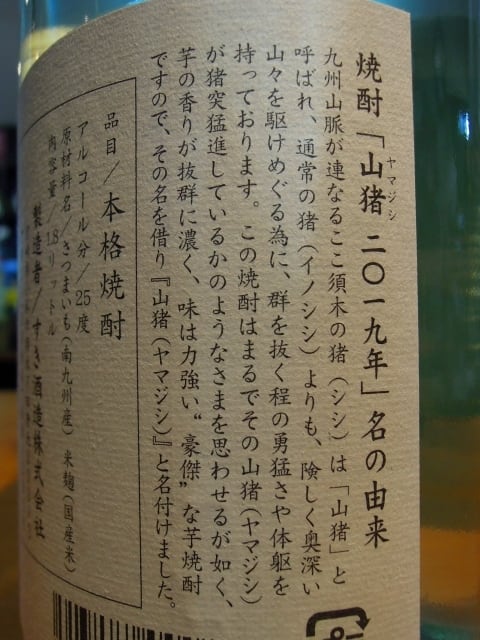 焼酎「山猪 二〇一九年」名の由来
ヤマジシ
九州山脈が連なるここ須木の猪（シシ）は「山猪」と
呼ばれ、通常の猪（イノシシ）よりも、険しく奥深い
山々を駆けめぐる為に、群を抜く程の勇猛さや体躯を
持っております。この焼酎はまるでその山猪（ヤマジシ）
が猪突猛進しているかのようなさまを思わせるが如く、
芋の香りが抜群に濃く、味は力強い“豪傑”な芋焼酎
ですので、その名を借り『山猪（ヤマジシ）』と名付けました。
品目／本格焼酎
アルコール分／25度
原材料名／さつまいも（南九州産）米麹（国産米）
内容量／1.8リットル
製造者／すき酒造株式会社